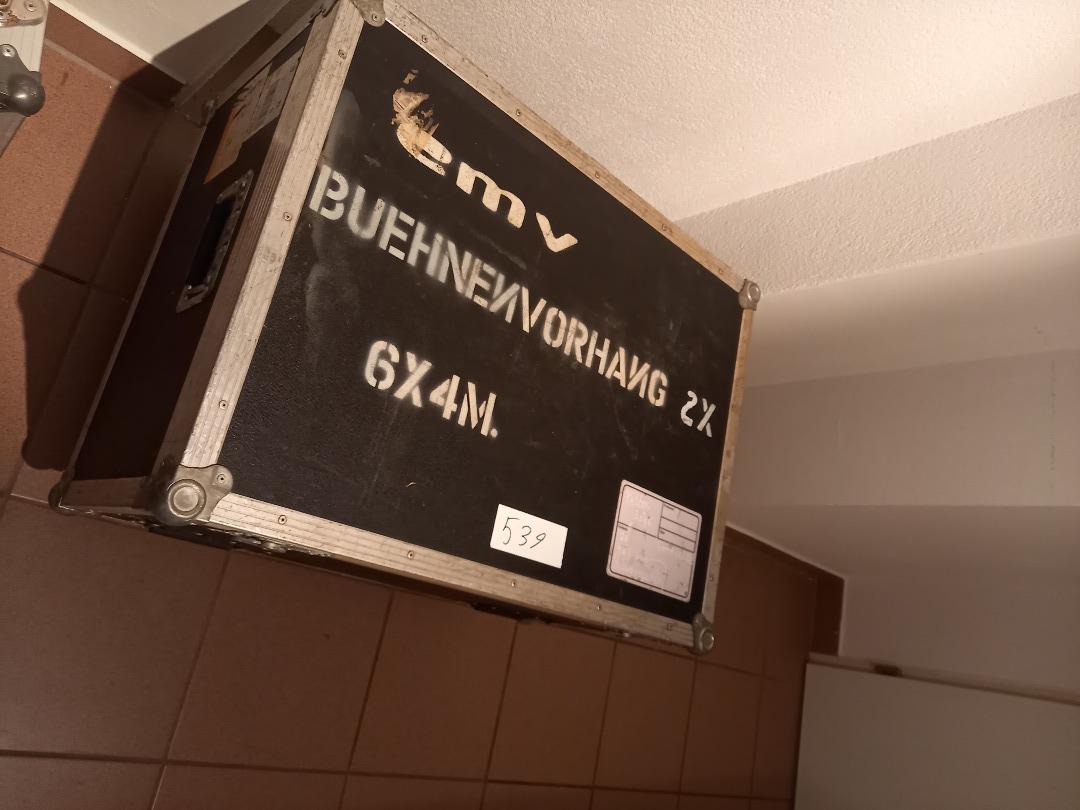 emv
BUEHNENVORHANG 2X
6X4M.
539